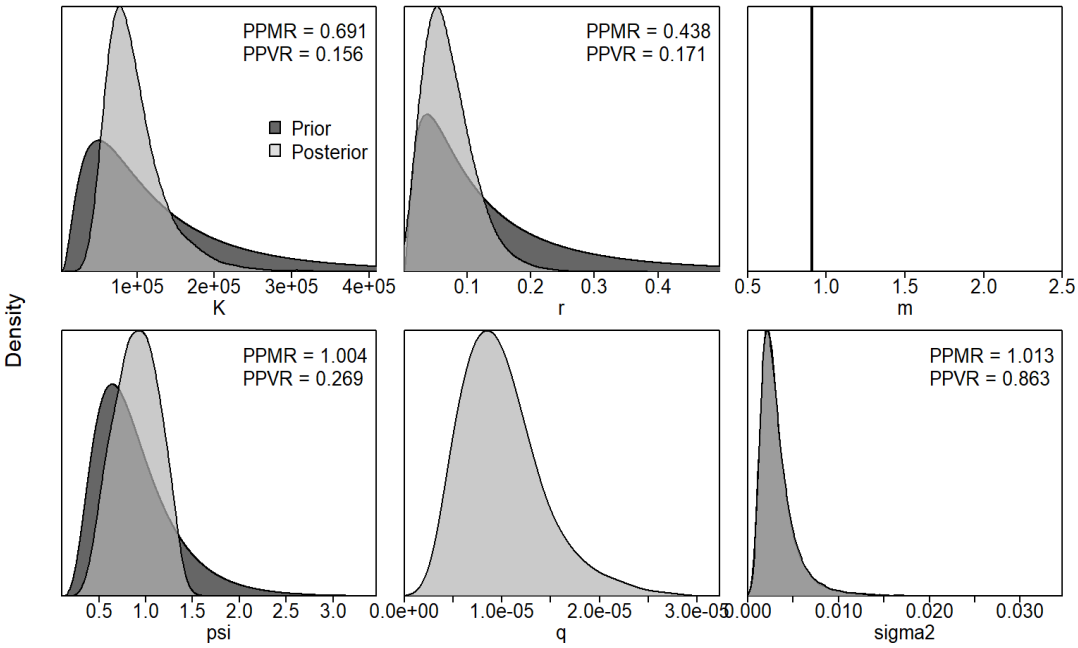 PPMR = 0.691
PPVR = 0.156
Prior
Posterior
1e+05 2e+05 3e+05 4e+05
K
PPMR = 0.438
PPVR = 0.171
0.1 0.2 0.3 0.4
r
0.5 1.0 1.5 2.0 2.5
m
Density
PPMR = 1.004
PPVR = 0.269
0.5 1.0 1.5 2.0 2.5 3.0
psi
0.0e+00 1.0e-05 2.0e-05 3.0e-05
q
PPMR = 1.013
PPVR = 0.863
0.000 0.010 0.020 0.030
sigma2